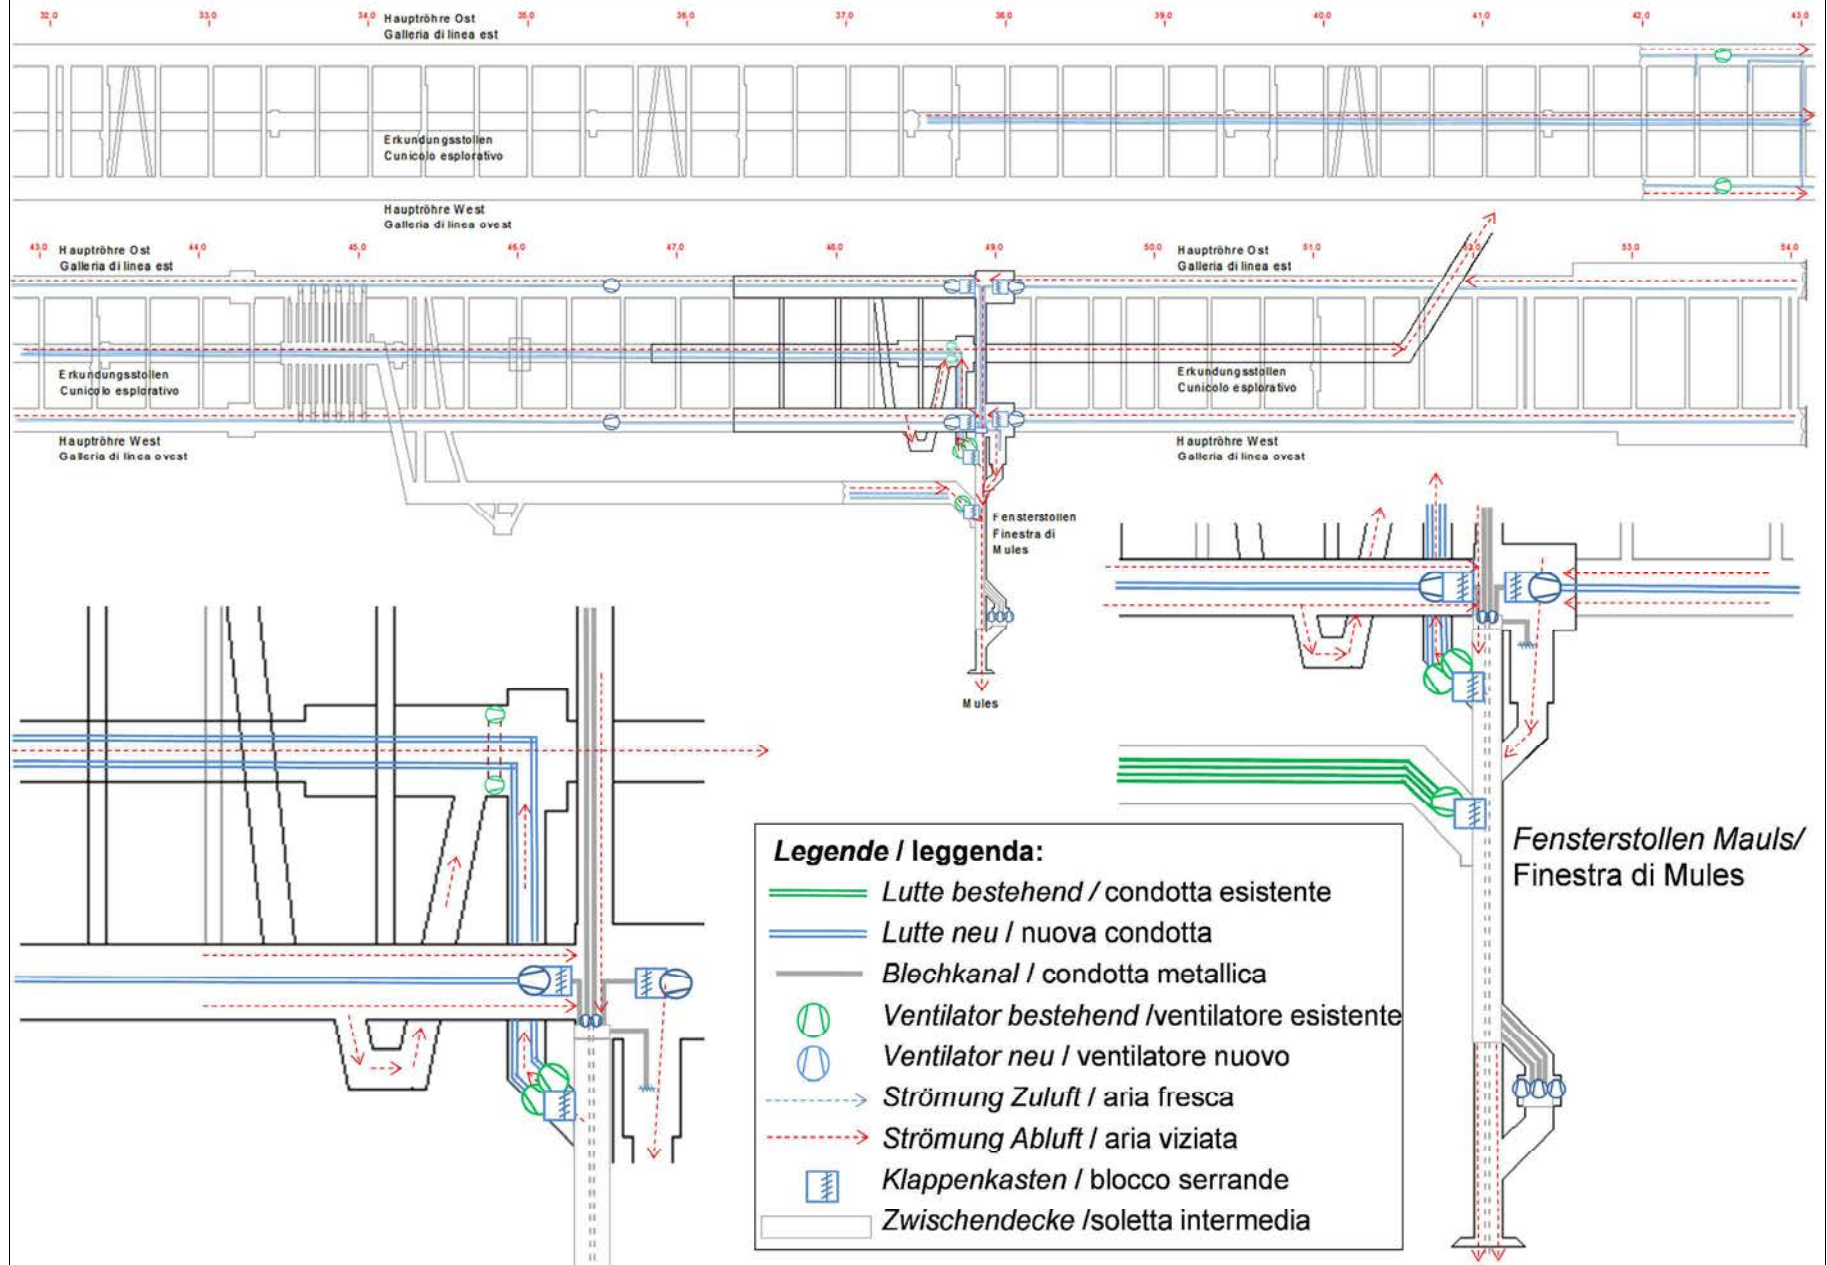 32.0 33.0 34.0 35.0 36.0 37.0 38.0 39.0 40.0 41.0 42.0 43.0
Hauptröhre Ost
Galleria di linea est
Erkundungsstollen
Cunicolo esplorativo
Hauptröhre West
Galleria di linea ovest
43.0 44.0 45.0 46.0 47.0 48.0 49.0 50.0 51.0 53.0 54.0
Hauptröhre Ost
Galleria di linea est
Hauptröhre Ost
Galleria di linea est
Erkundungsstollen
Cunicolo esplorativo
Erkundungsstollen
Cunicolo esplorativo
Hauptröhre West
Galleria di linea ovest
Hauptröhre West
Galleria di linea ovest
Fensterstollen
Finestra di
Mules
Mules
Fensterstollen Mauls/
Finestra di Mules
Legende / leggenda:
Lutte bestehend / condotta esistente
Lutte neu / nuova condotta
Blechkanal / condotta metallica
Ventilator bestehend /ventilatore esistente
Ventilator neu / ventilatore nuovo
Strömung Zuluft / aria fresca
Strömung Abluft / aria viziata
Klappenkasten / blocco serrande
Zwischendecke /soletta intermedia